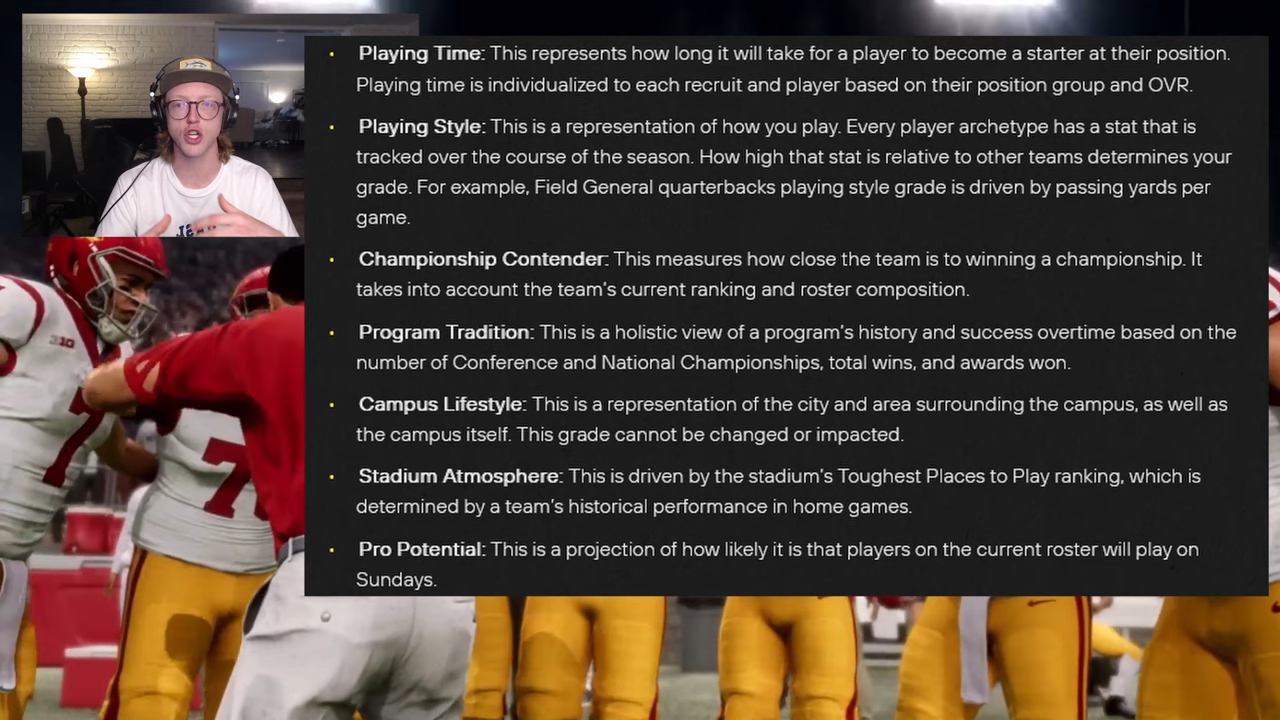 Playing Time: This represents how long it will take for a player to become a starter at their position.
Playing time is individualized to each recruit and player based on their position group and OVR.
Playing Style: This is a representation of how you play. Every player archetype has a stat that is
tracked over the course of the season. How high that stat is relative to other teams determines your
grade. For example, Field General quarterbacks playing style grade is driven by passing yards per
game.
Championship Contender: This measures how close the team is to winning a championship. It
takes into account the team's current ranking and roster composition.
Program Tradition: This is a holistic view of a program's history and success overtime based on the
number of Conference and National Championships, total wins, and awards won.
Campus Lifestyle: This is a representation of the city and area surrounding the campus, as well as
the campus itself. This grade cannot be changed or impacted.
Stadium Atmosphere: This is driven by the stadium's Toughest Places to Play ranking, which is
determined by a team's historical performance in home games.
Pro Potential: This is a projection of how likely it is that players on the current roster will play on
Sundays.
B1G
7
7